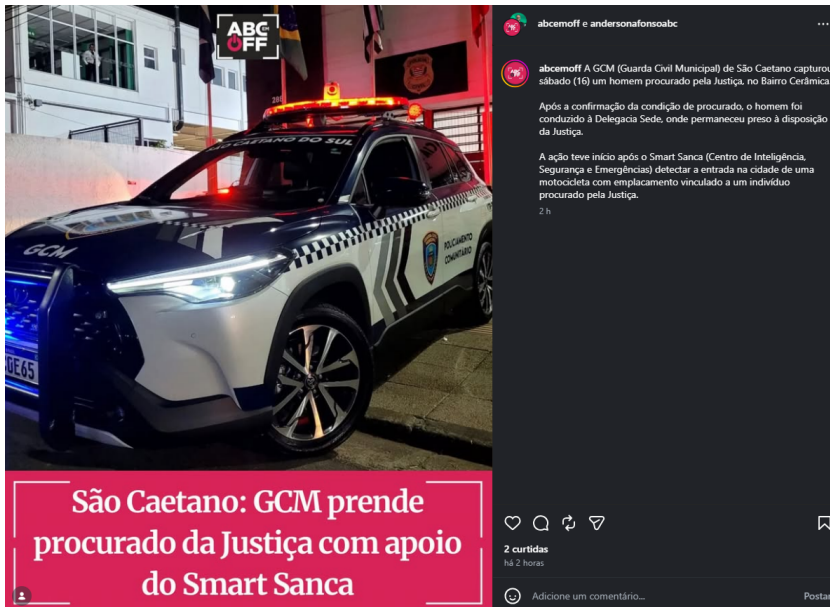 ABC
EM
OFF
SÃO CAETANO DO SUL
GCM
POLICIAMENTO
COMUNITÁRIO
São Caetano: GCM prende
procurado da Justiça com apoio
do Smart Sanca
abcemoff e andersonafonsoabc
abcemoff A GCM (Guarda Civil Municipal) de São Caetano capturou
sábado (16) um homem procurado pela Justiça, no Bairro Cerâmica
Após a confirmação da condição de procurado, o homem foi
conduzido à Delegacia Sede, onde permaneceu preso à disposição
da Justiça.
A ação teve início após o Smart Sanca (Centro de Inteligência,
Segurança e Emergências) detectar a entrada na cidade de uma
motocicleta com emplacamento vinculado a um indivíduo
procurado pela Justiça.
2 h
2 curtidas
há 2 horas
Adicione um comentário...
Postar